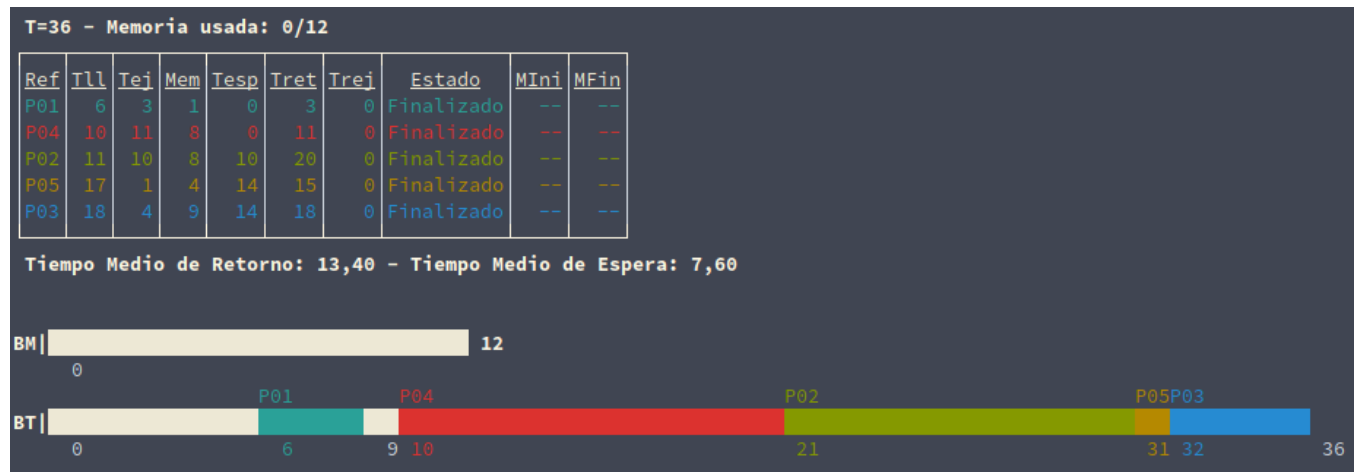 T=36 - Memoria usada: 0/12
Ref Tll Tej Mem Tesp Tret Trej Estado MIni MFin
P01 6 3 1 0 3 0 Finalizado -- --
P04 10 11 8 0 11 0 Finalizado -- --
P02 11 10 8 10 20 0 Finalizado -- --
P05 17 1 4 14 15 0 Finalizado -- --
P03 18 4 9 14 18 0 Finalizado -- --
Tiempo Medio de Retorno: 13,40 - Tiempo Medio de Espera: 7,60
BM| 12
0
P01 P04 P02 P05P03
BT|
0 6 9 10 21 31 32 36